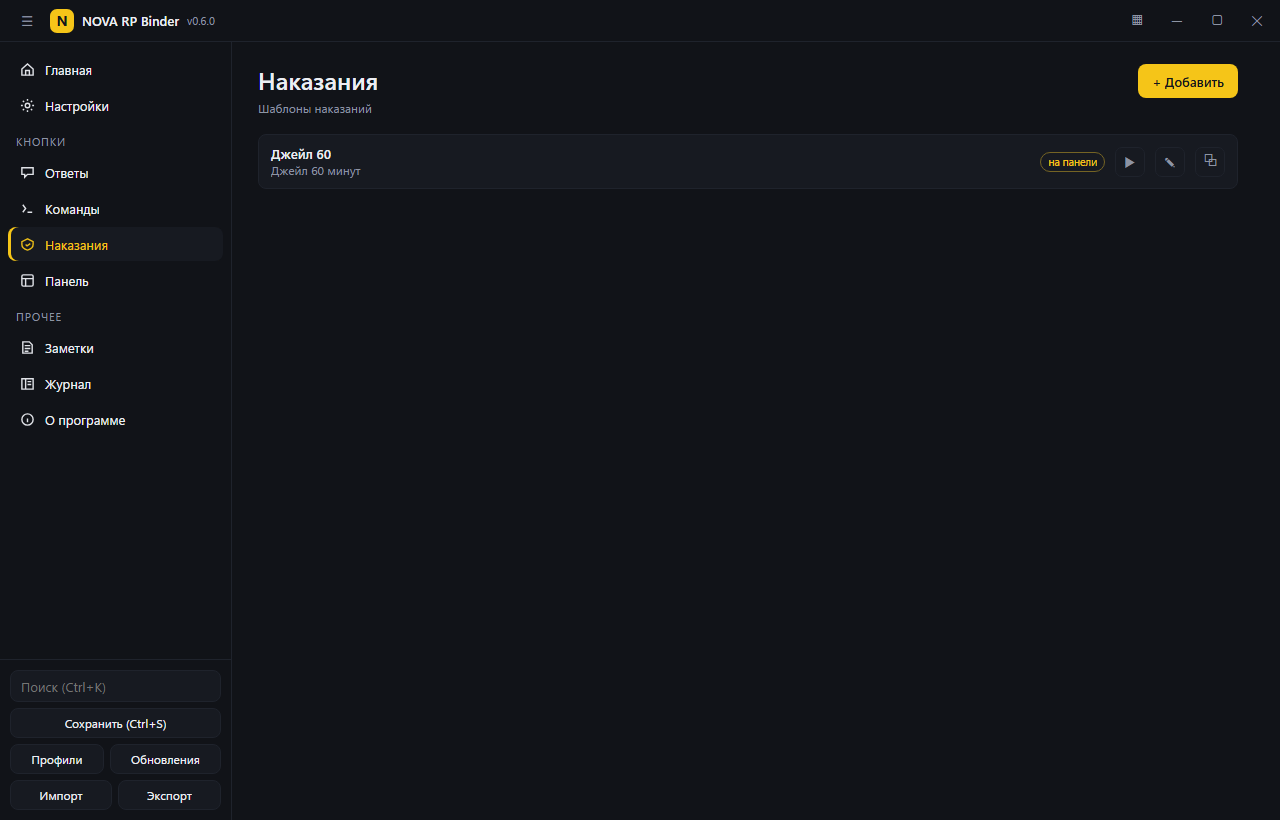 N NOVA RP Binder v0.6.0
Главная
Настройки
КНОПКИ
Ответы
Команды
Наказания
Панель
ПРОЧЕЕ
Заметки
Журнал
О программе
Поиск (Ctrl+K)
Сохранить (Ctrl+S)
Профили Обновления
Импорт Экспорт
Наказания
+ Добавить
Шаблоны наказаний
Джейл 60
Джейл 60 минут
на панели